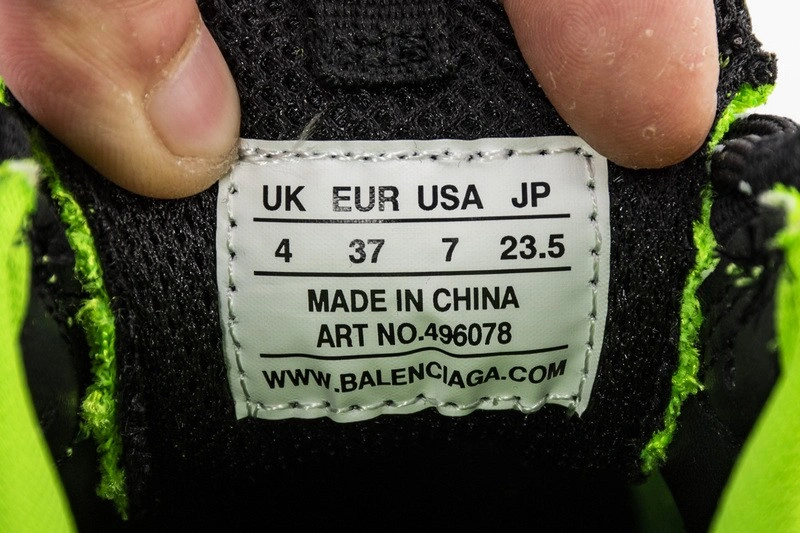 UK EUR USA JP
4 37 7 23.5
MADE IN CHINA
ART NO.496078
WWW.BALENCIAGA.COM